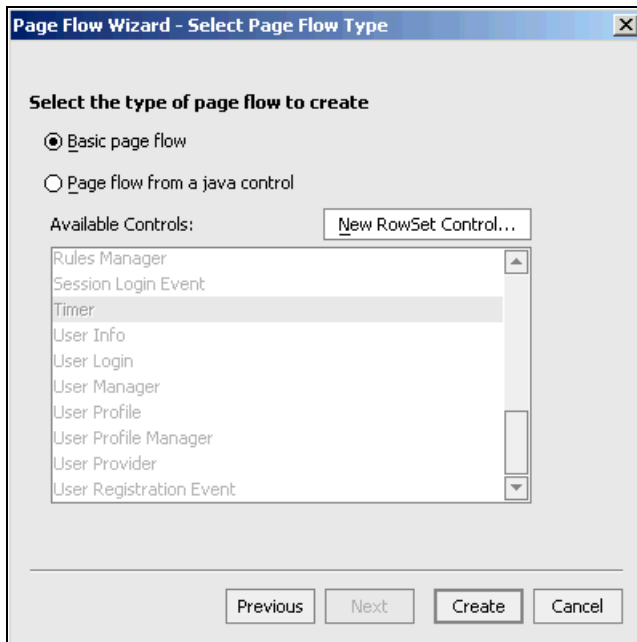 Page Flow Wizard - Select Page Flow Type
Select the type of page flow to create
Basic page flow
Page flow from a java control
Available Controls:
New RowSet Control...
Rules Manager
Session Login Event
Timer
User Info
User Login
User Manager
User Profile
User Profile Manager
User Provider
User Registration Event
Previous
Next
Create
Cancel